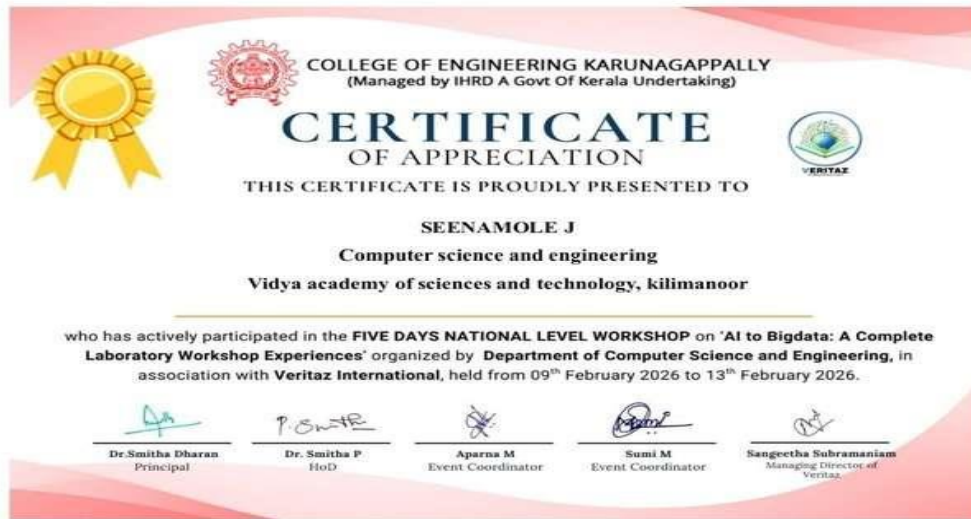 COLLEGE OF ENGINEERING KARUNAGAPPALLY
(Managed by IHRD A Govt Of Kerala Undertaking)
CERTIFICATE
OF APPRECIATION
VERITAZ
THIS CERTIFICATE IS PROUDLY PRESENTED TO
SEENAMOLE J
Computer science and engineering
Vidya academy of sciences and technology, kilimanoor
who has actively participated in the FIVE DAYS NATIONAL LEVEL WORKSHOP on 'AI to Bigdata: A Complete
Laboratory Workshop Experiences' organized by Department of Computer Science and Engineering, in
association with Veritaz International, held from 09th February 2026 to 13th February 2026.
P. Smitha
Dr.Smitha Dharan
Principal
Dr. Smitha P
HoD
Aparna M
Event Coordinator
Sumi M
Event Coordinator
Sangeetha Subramaniam
Managing Director of
Veritaz